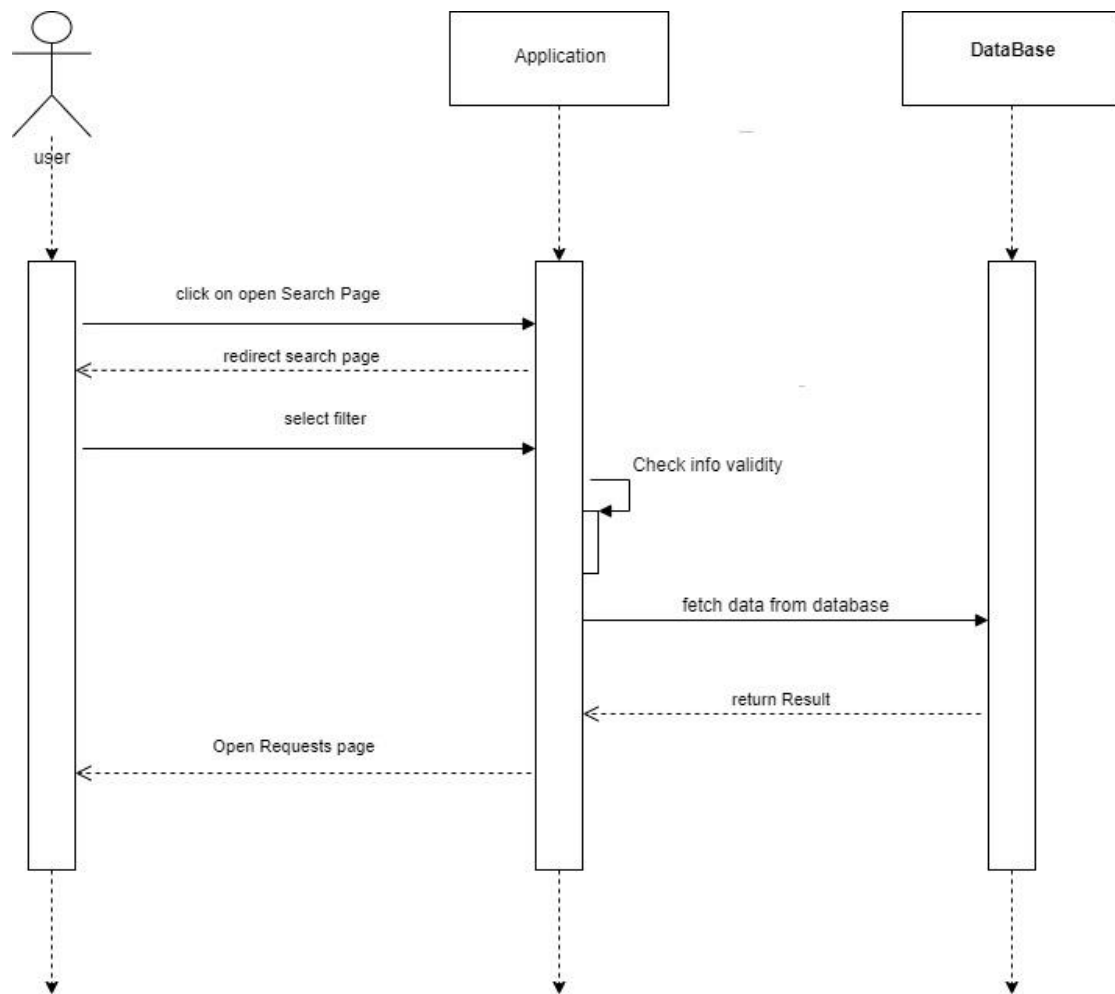 Application
DataBase
user
click on open Search Page
redirect search page
select filter
Check info validity
fetch data from database
return Result
Open Requests page